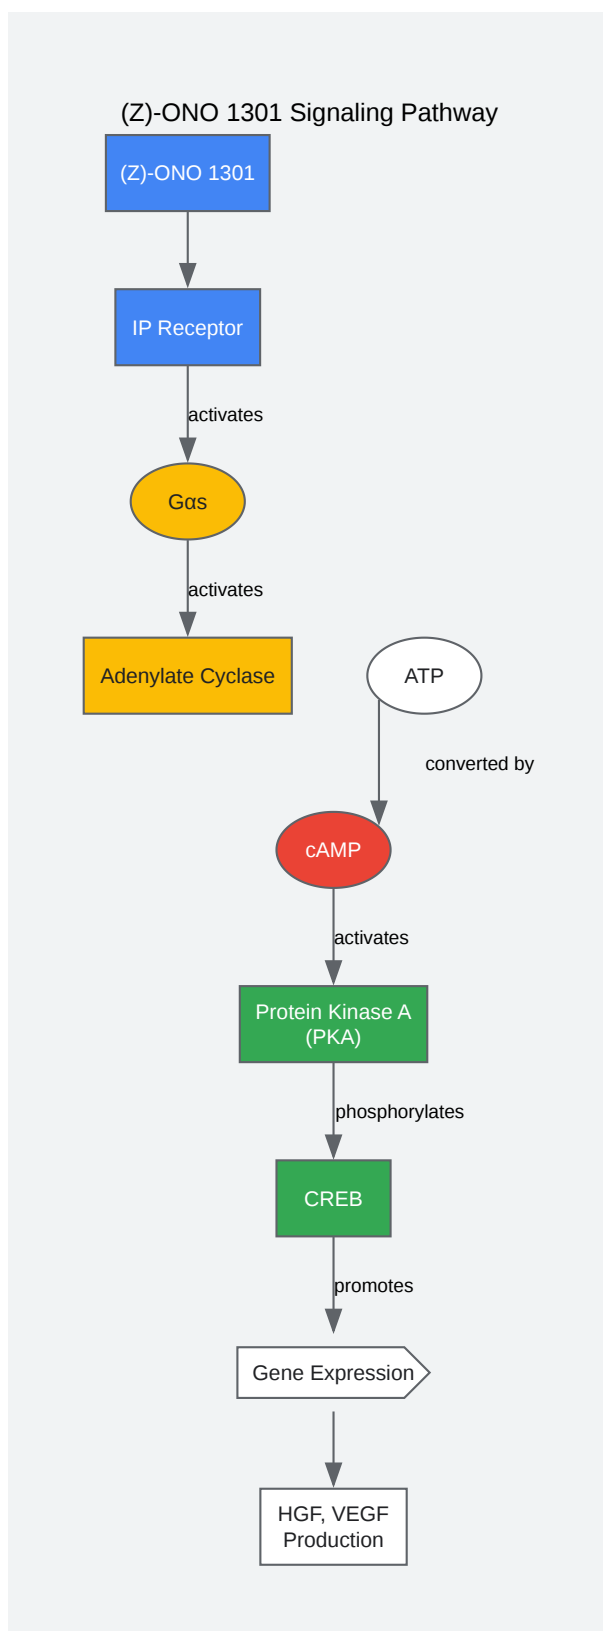 (Z)-ONO 1301 Signaling Pathway
(Z)-ONO 1301
IP Receptor
activates
Gαs
activates
Adenylate Cyclase
ATP
converted by
cAMP
activates
Protein Kinase A
(PKA)
phosphorylates
CREB
promotes
Gene Expression
HGF, VEGF
Production